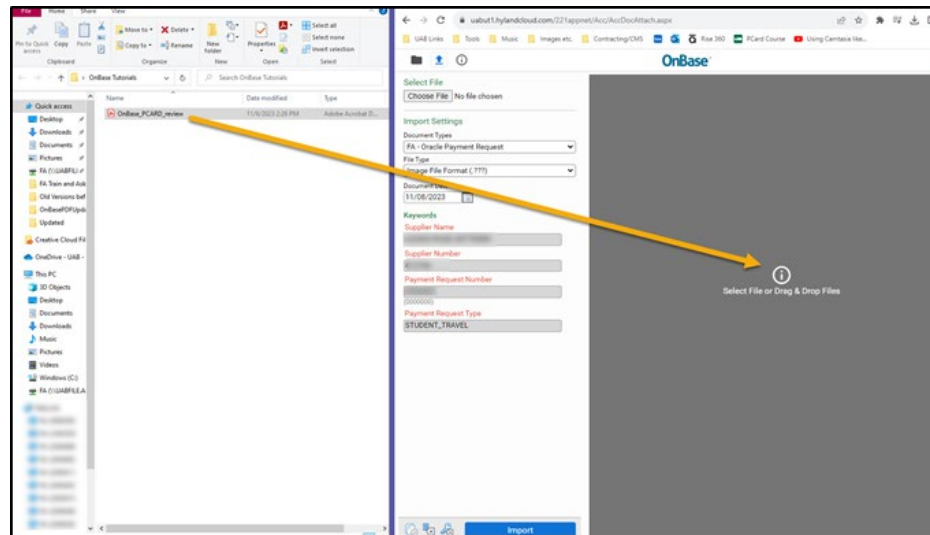 File Home Share View
Pin to Quick access
Copy
Paste
Move to
Copy to
Delete
Rename
New folder
Properties
Open
Select all
Select none
Invert selection
Clipboard Organize New Open Select
OnBase Tutorials
Search OnBase Tutorials
Name Date modified Type
OnBase_PCARD_review 11/6/2023 2:26 PM Adobe Acrobat D...
Quick access
Desktop
Downloads
Documents
Pictures
FA (\\UABFILE
FA Train and Ask
Old Versions bef
OnBasePDFUpd
Updated
Creative Cloud Fil
OneDrive - UAB -
This PC
3D Objects
Desktop
Documents
Downloads
Music
Pictures
Videos
Windows (C:)
FA (\\UABFILE.A
uabut1.hylandcloud.com/221appnet/Acc/AccDocAttach.aspx
UAB Links Tools Music Images etc. Contracting/CMS Rise 360 PCard Course Using Camtasia like...
OnBase
Select File
Choose File No file chosen
Import Settings
Document Types
FA - Oracle Payment Request
File Type
Image File Format (.???)
Document Date
11/08/2023
Keywords
Supplier Name
Supplier Number
Payment Request Number
(0000000)
Payment Request Type
STUDENT_TRAVEL
Select File or Drag & Drop Files
Import